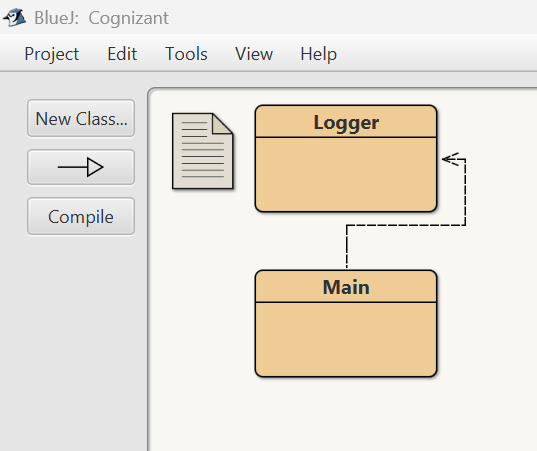 BlueJ:  Cognizant
Project Edit Tools View Help
New Class...
Compile
Logger
Main